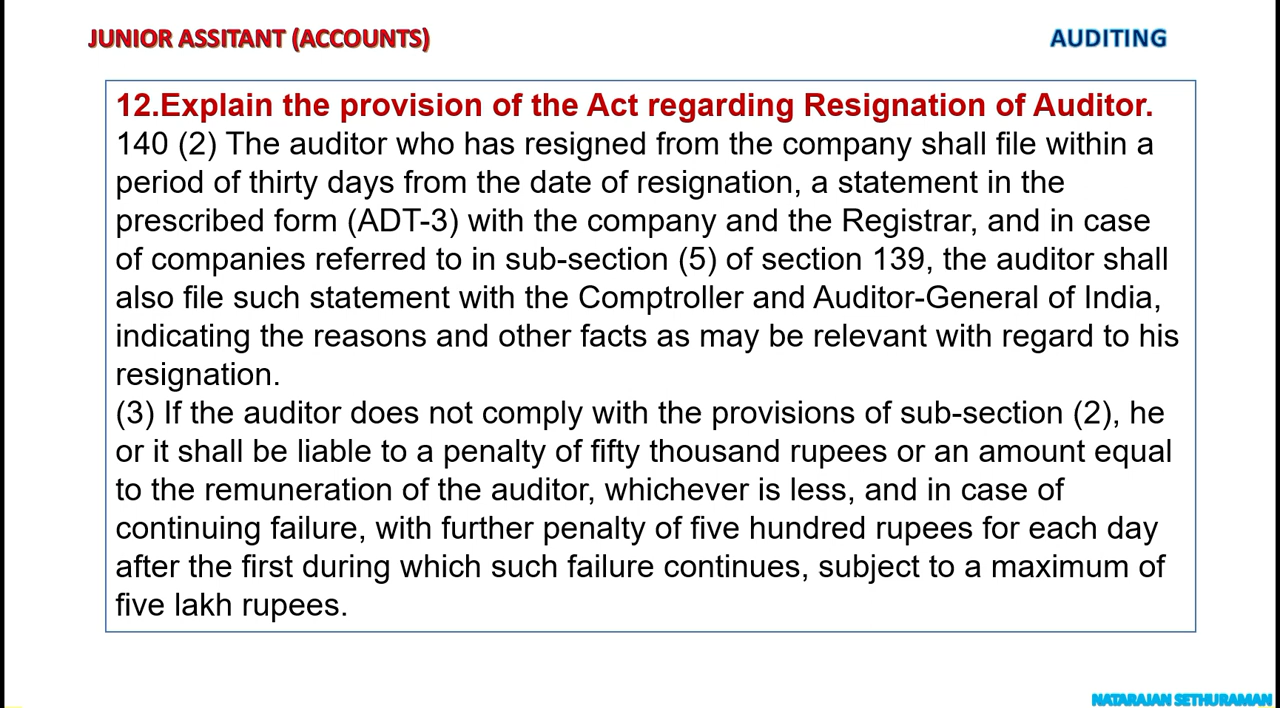 JUNIOR ASSITANT (ACCOUNTS)
AUDITING
12.Explain the provision of the Act regarding Resignation of Auditor.
140 (2) The auditor who has resigned from the company shall file within a
period of thirty days from the date of resignation, a statement in the
prescribed form (ADT-3) with the company and the Registrar, and in case
of companies referred to in sub-section (5) of section 139, the auditor shall
also file such statement with the Comptroller and Auditor-General of India,
indicating the reasons and other facts as may be relevant with regard to his
resignation.
(3) If the auditor does not comply with the provisions of sub-section (2), he
or it shall be liable to a penalty of fifty thousand rupees or an amount equal
to the remuneration of the auditor, whichever is less, and in case of
continuing failure, with further penalty of five hundred rupees for each day
after the first during which such failure continues, subject to a maximum of
five lakh rupees.
NATARAJAN SETHURAMAN